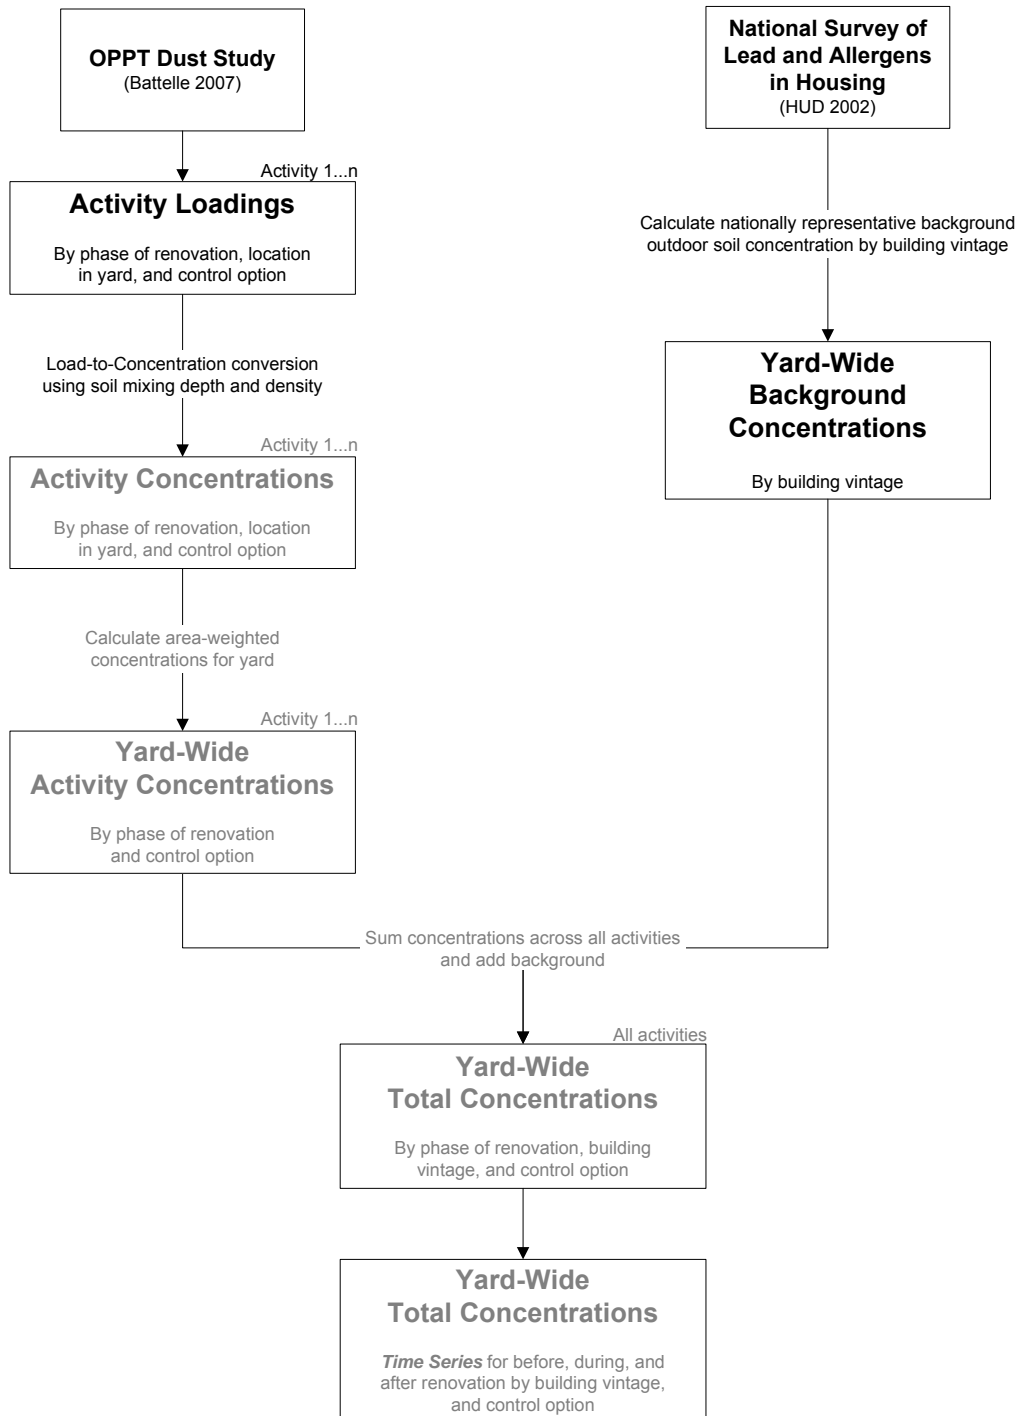 OPPT Dust Study
(Battelle 2007)
Activity 1...n
Activity Loadings
By phase of renovation, location
in yard, and control option
Load-to-Concentration conversion
using soil mixing depth and density
Activity 1...n
Activity Concentrations
By phase of renovation, location
in yard, and control option
Calculate area-weighted
concentrations for yard
Activity 1...n
Yard-Wide
Activity Concentrations
By phase of renovation
and control option
National Survey of
Lead and Allergens
in Housing
(HUD 2002)
Calculate nationally representative background
outdoor soil concentration by building vintage
Yard-Wide
Background
Concentrations
By building vintage
Sum concentrations across all activities
and add background
All activities
Yard-Wide
Total Concentrations
By phase of renovation, building
vintage, and control option
Yard-Wide
Total Concentrations
Time Series for before, during, and
after renovation by building vintage,
and control option